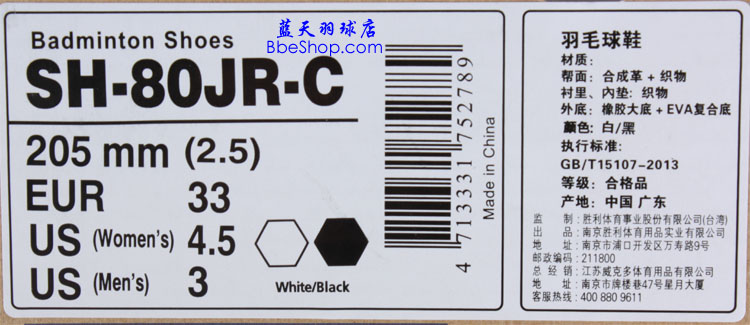 蓝天羽球店
BbeShop.com
Badminton Shoes
SH-80JR-C
205 mm (2.5)
EUR 33
US (Women's) 4.5
US (Men's) 3
White/Black
4 713331 752789
Made in China
羽毛球鞋
材质:
帮面: 合成革+织物
衬里、内垫: 织物
外底: 橡胶大底+EVA复合底
颜色: 白/黑
执行标准:
GB/T15107-2013
等级: 合格品
产地: 中国 广东
监 制: 胜利体育事业股份有限公司(台湾)
出 品: 南京胜利体育用品实业有限公司
地 址: 南京市浦口开发区万寿路9号
邮政编码: 211800
总 经 销: 江苏威克多体育用品有限公司
地 址: 南京市牌楼巷47号星月大厦
客服热线: 400 880 9611